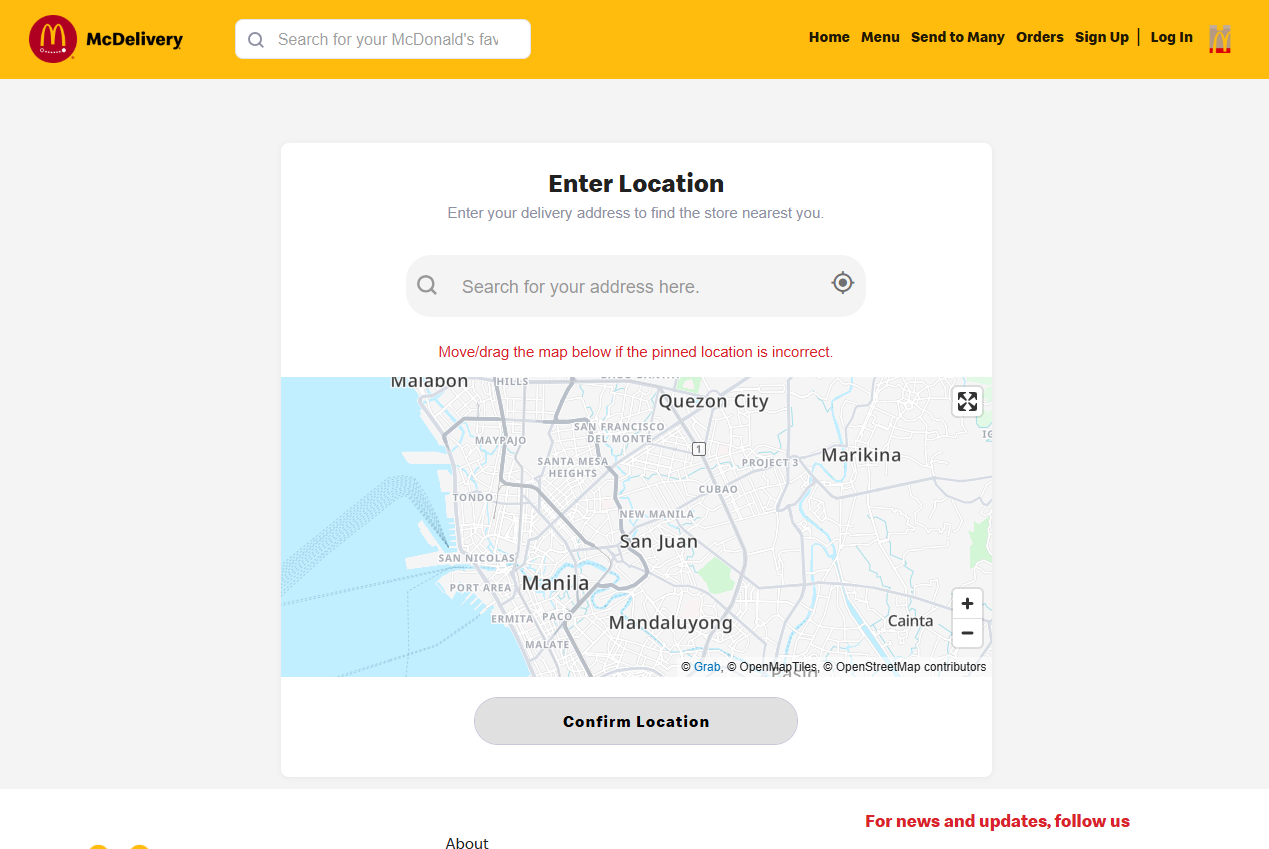 McDelivery
Search for your McDonald's fav
Home Menu Send to Many Orders Sign Up | Log In
Enter Location
Enter your delivery address to find the store nearest you.
Search for your address here.
Move/drag the map below if the pinned location is incorrect.
Malabon
HILLS
Quezon City
SAN FRANCISCO
DEL MONTE
MAYPAJO
1
Marikina
SANTA MESA
HEIGHTS
PROJECT 3
CUBAO
TONDO
NEW MANILA
San Juan
SAN NICOLAS
Manila
PORT AREA
ERMITA
PACO
Mandaluyong
Cainta
MALATE
Pasig
© Grab, © OpenMapTiles, © OpenStreetMap contributors
Confirm Location
For news and updates, follow us
About